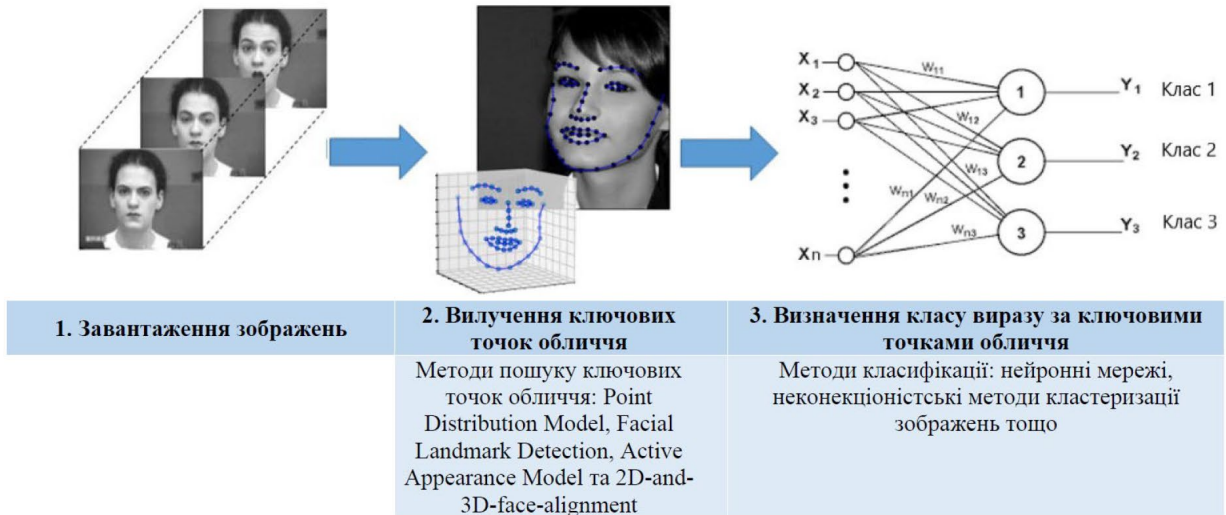 X1
X2
X3
Xn
W11
W12
W13
Wn1
Wn2
Wn3
1
2
3
Y1 Клас 1
Y2 Клас 2
Y3 Клас 3
1. Завантаження зображень
2. Вилучення ключових
точок обличчя
3. Визначення класу виразу за ключовими
точками обличчя
Методи пошуку ключових
точок обличчя: Point
Distribution Model, Facial
Landmark Detection, Active
Appearance Model та 2D-and-
3D-face-alignment
Методи класифікації: нейронні мережі,
неконекціоністські методи кластеризації
зображень тощо